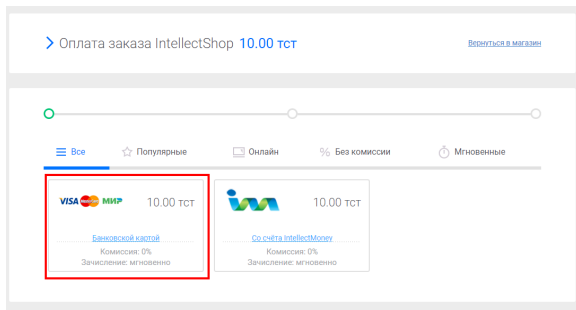 Оплата заказа IntellectShop 10.00 тст
Вернуться в магазин
Все
Популярные
Онлайн
% Без комиссии
Мгновенные
VISA MasterCard МИР 10.00 тст
Банковской картой
Комиссия: 0%
Зачисление: мгновенно
10.00 тст
Со счёта IntellectMoney
Комиссия: 0%
Зачисление: мгновенно